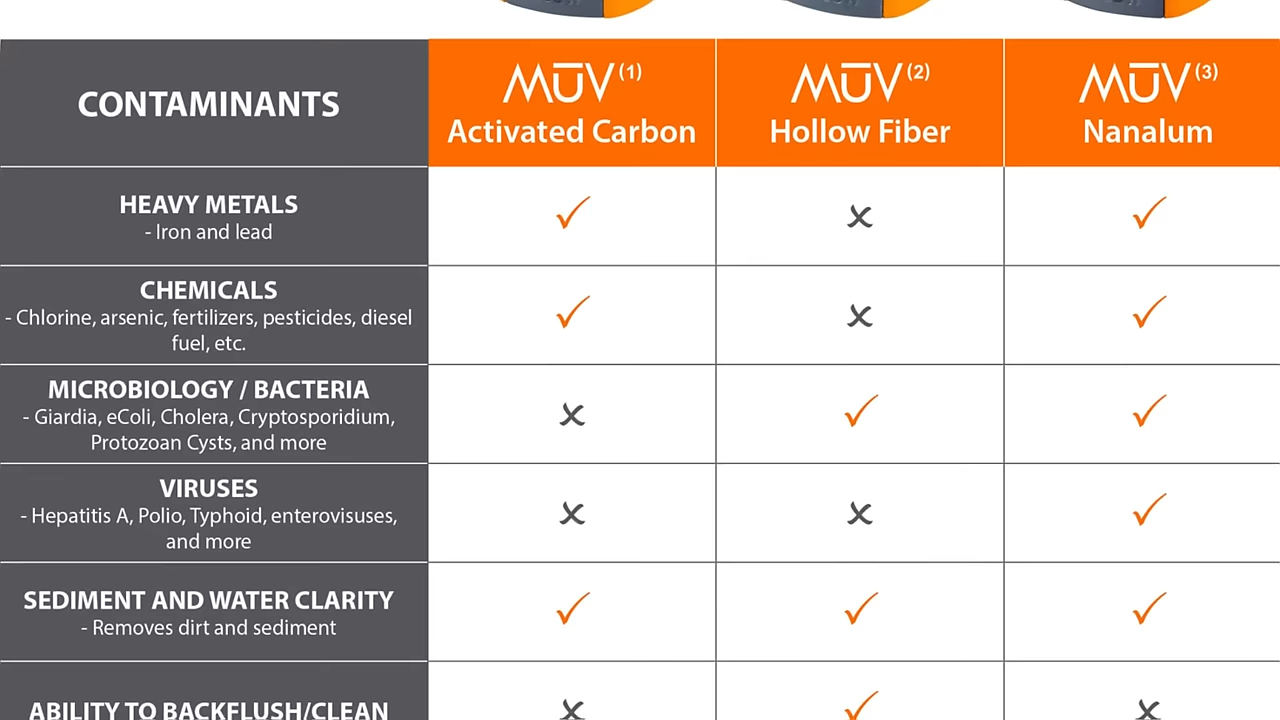 CONTAMINANTS
MŪV (1)
Activated Carbon
MŪV (2)
Hollow Fiber
MŪV (3)
Nanalum
HEAVY METALS
- Iron and lead
CHEMICALS
- Chlorine, arsenic, fertilizers, pesticides, diesel
fuel, etc.
MICROBIOLOGY / BACTERIA
- Giardia, eColi, Cholera, Cryptosporidium,
Protozoan Cysts, and more
VIRUSES
- Hepatitis A, Polio, Typhoid, enterovisuses,
and more
SEDIMENT AND WATER CLARITY
- Removes dirt and sediment
ABILITY TO BACKFLUSH/CLEAN